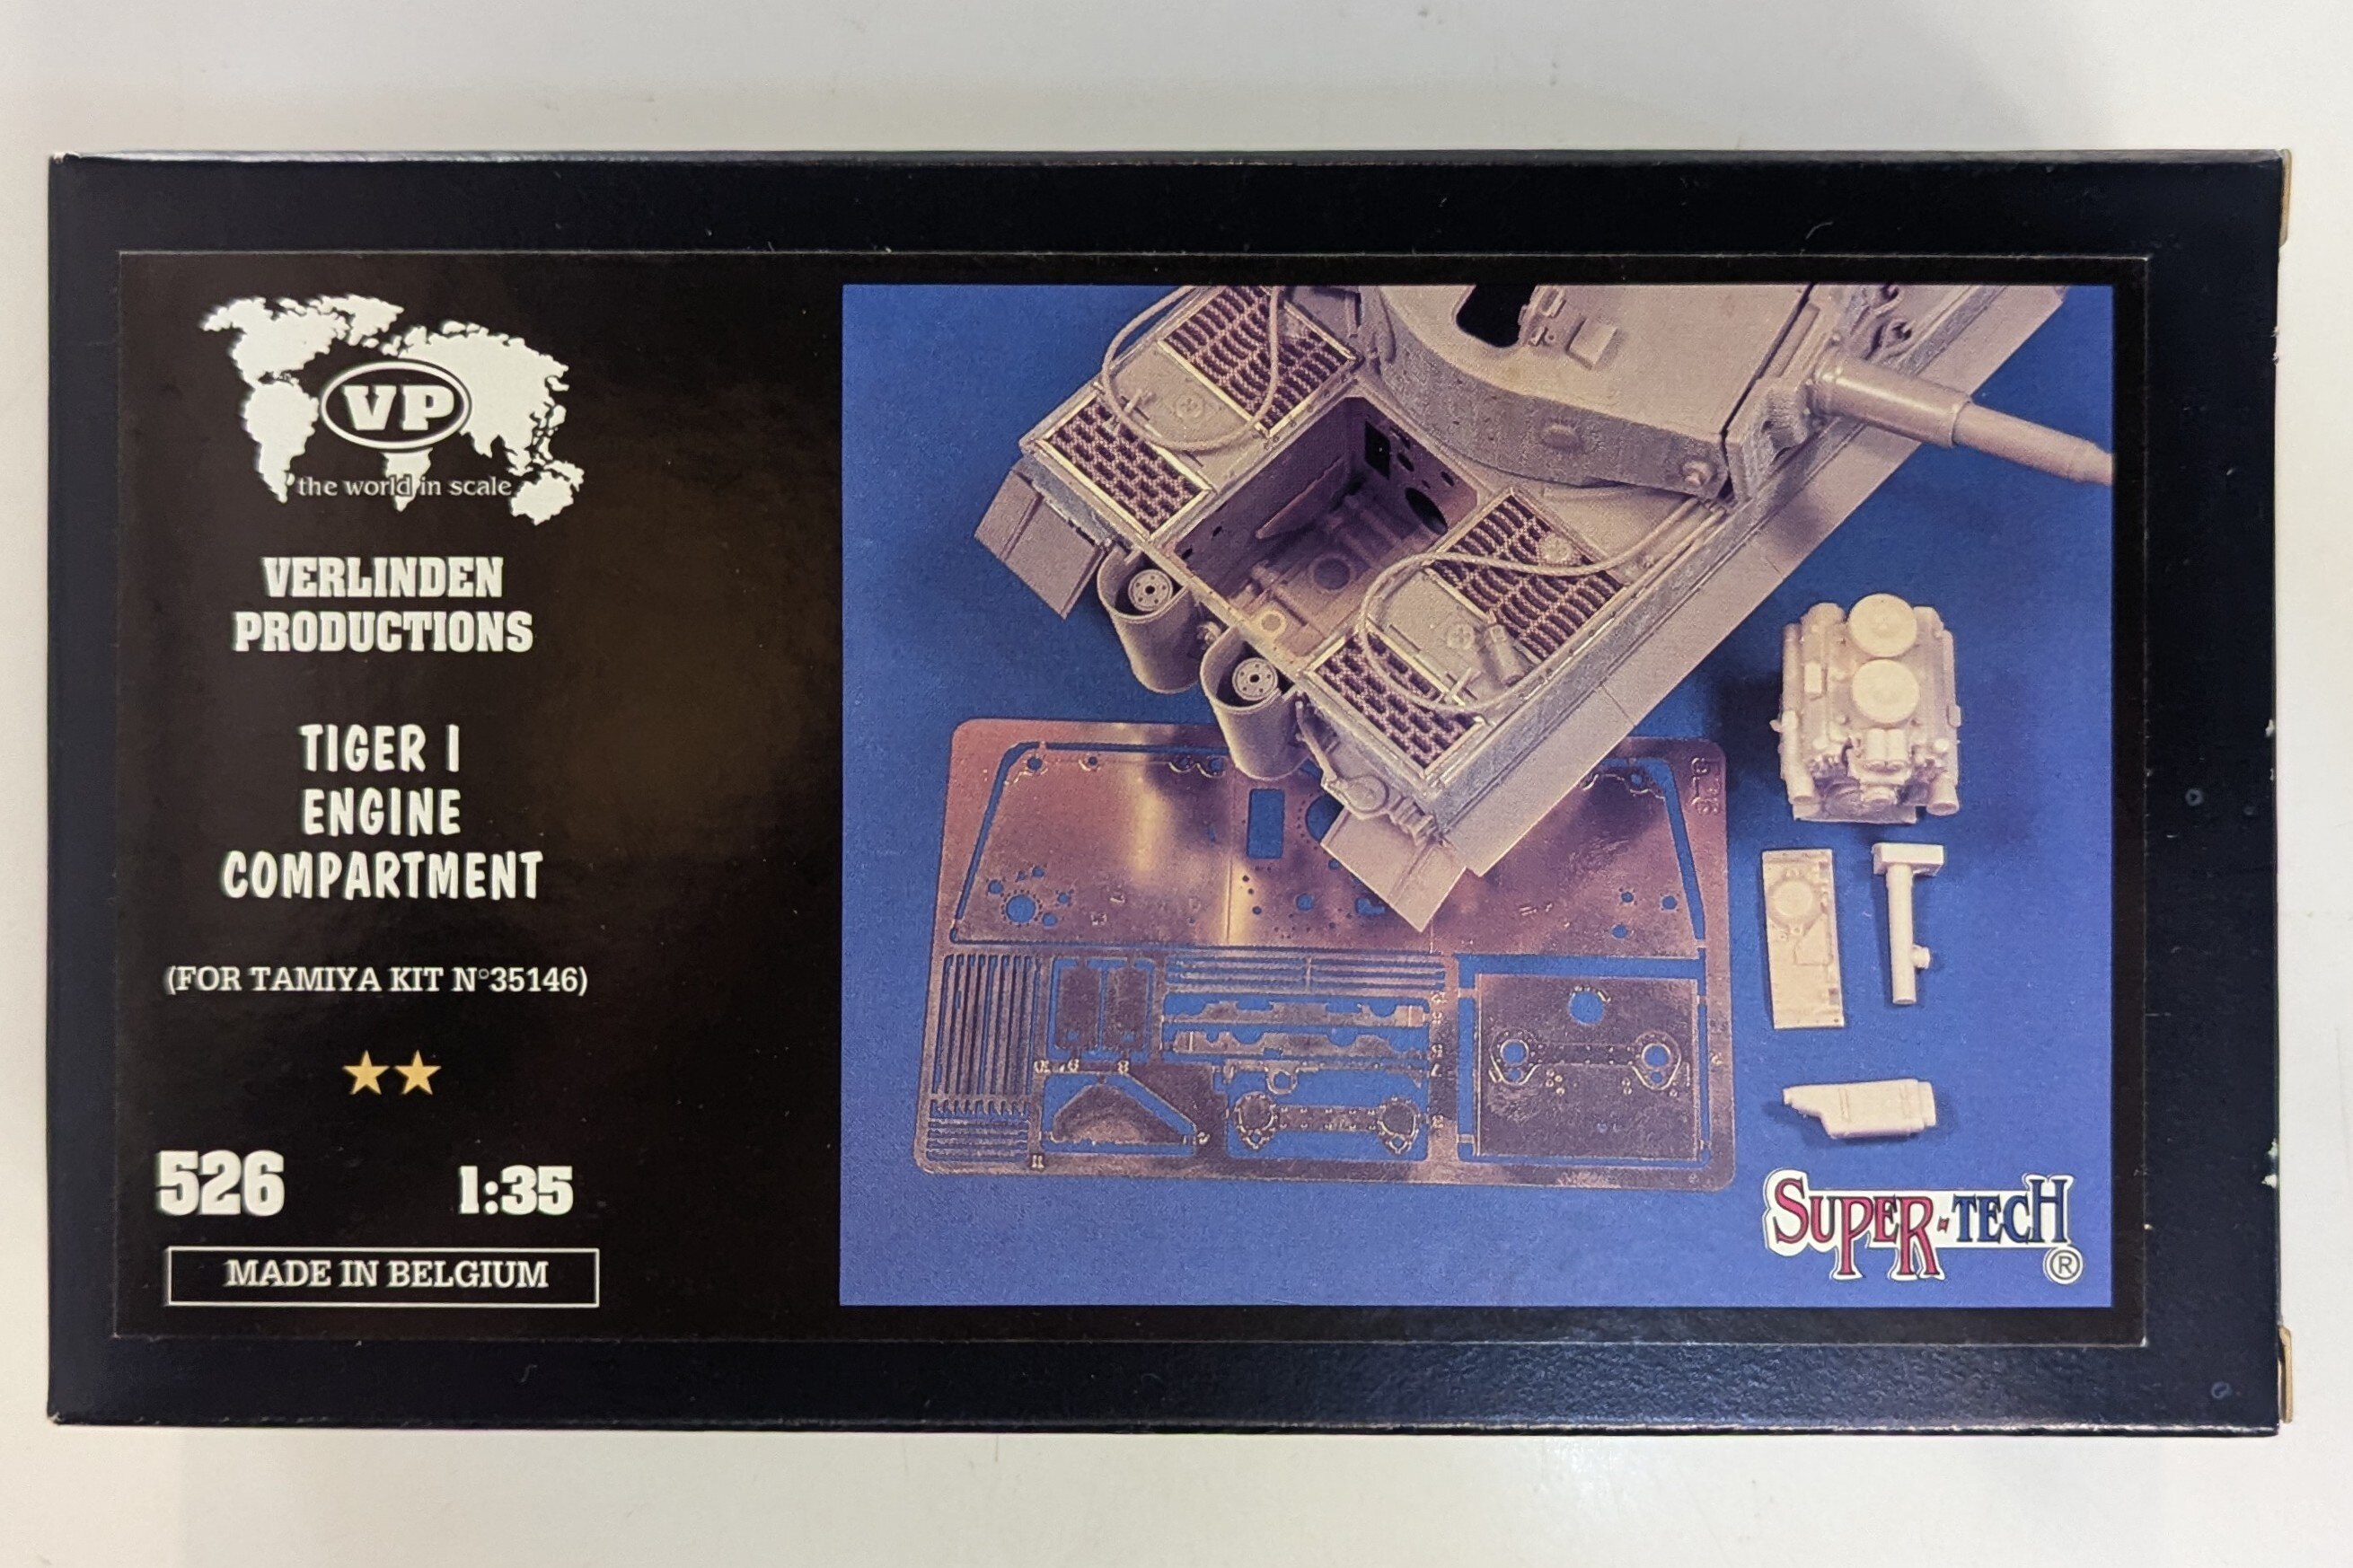 VP
the world in scale
VERLINDEN
PRODUCTIONS
TIGER I
ENGINE
COMPARTMENT
(FOR TAMIYA KIT N°35146)
526
1:35
MADE IN BELGIUM
SUPER-TECH
®